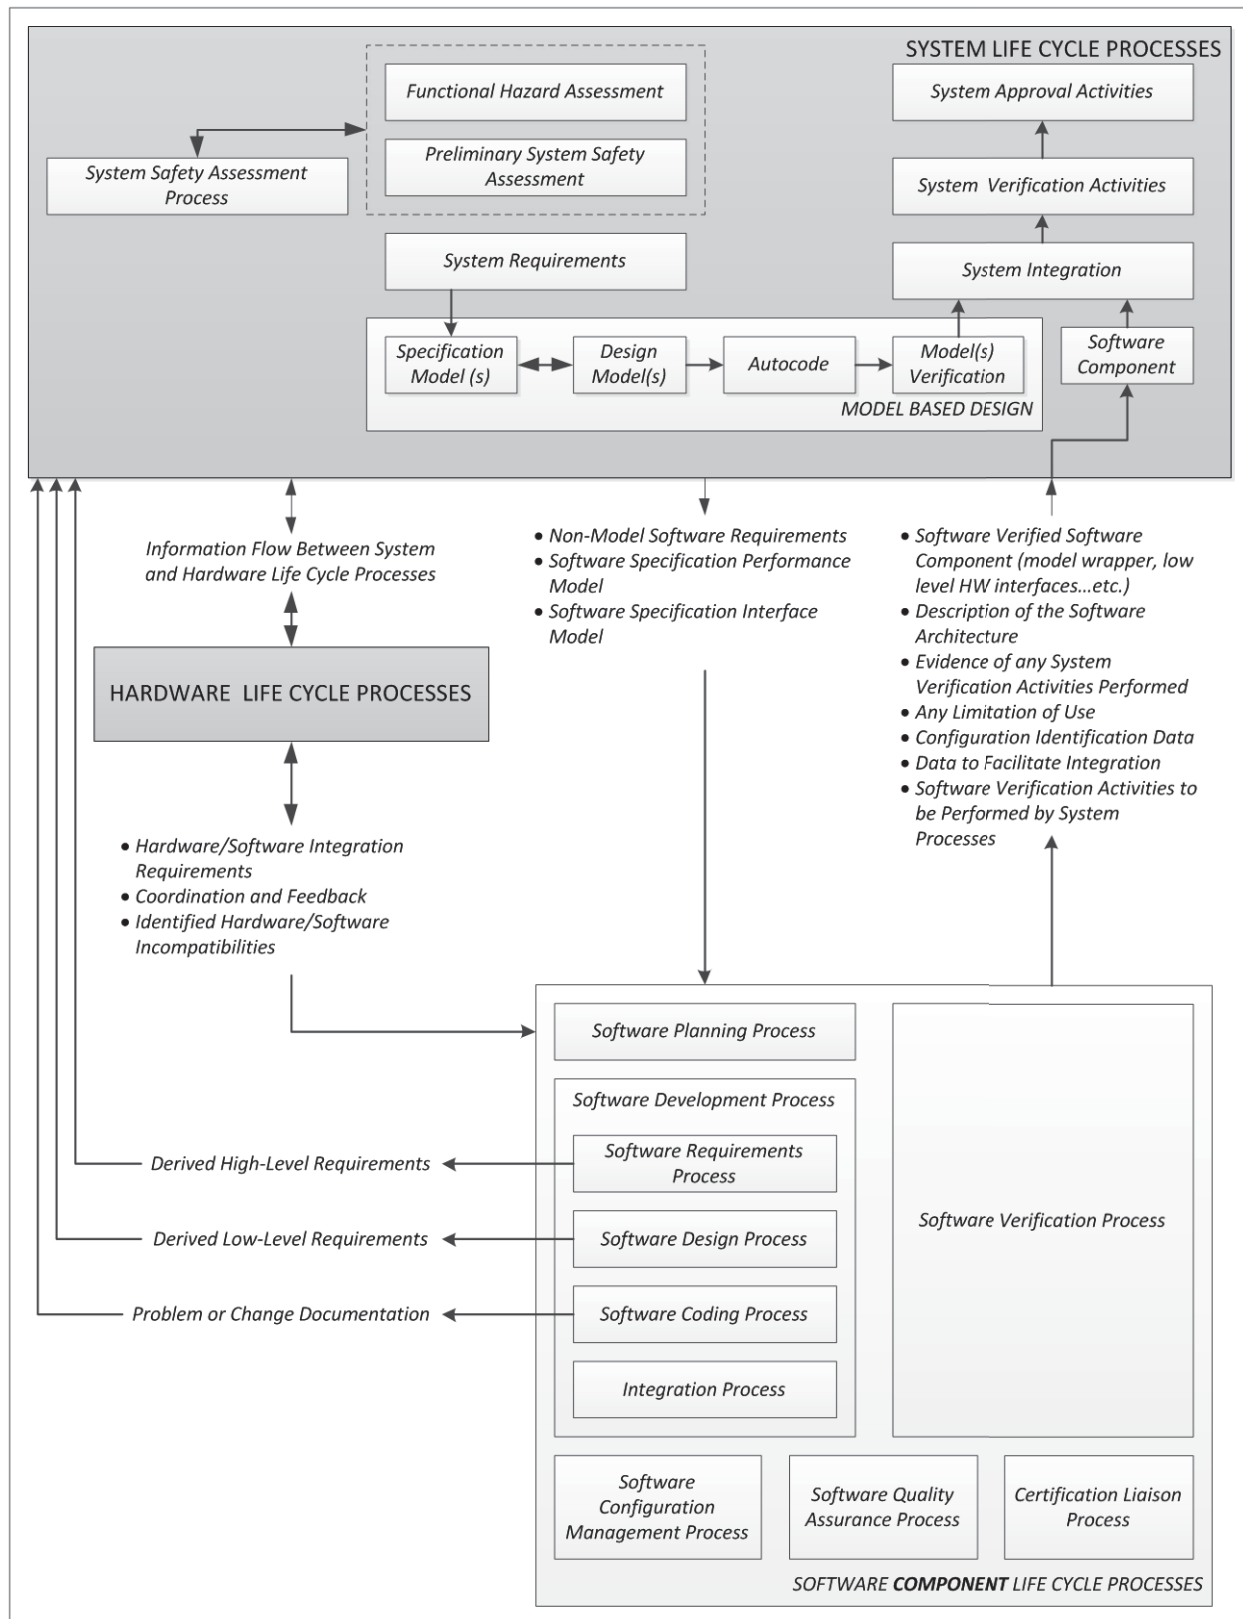 SYSTEM LIFE CYCLE PROCESSES
Functional Hazard Assessment
System Approval Activities
Preliminary System Safety
Assessment
System Safety Assessment
Process
System Verification Activities
System Requirements
System Integration
Specification
Model (s)
Design
Model(s)
Autocode
Model(s)
Verification
Software
Component
MODEL BASED DESIGN
Information Flow Between System
and Hardware Life Cycle Processes
• Non-Model Software Requirements
• Software Specification Performance
Model
• Software Specification Interface
Model
• Software Verified Software
Component (model wrapper, low
level HW interfaces...etc.)
• Description of the Software
Architecture
• Evidence of any System
Verification Activities Performed
• Any Limitation of Use
• Configuration Identification Data
• Data to Facilitate Integration
• Software Verification Activities to
be Performed by System
Processes
HARDWARE LIFE CYCLE PROCESSES
• Hardware/Software Integration
Requirements
• Coordination and Feedback
• Identified Hardware/Software
Incompatibilities
Software Planning Process
Software Development Process
Software Requirements
Process
Derived High-Level Requirements
Software Design Process
Derived Low-Level Requirements
Software Coding Process
Problem or Change Documentation
Integration Process
Software Verification Process
Software
Configuration
Management Process
Software Quality
Assurance Process
Certification Liaison
Process
SOFTWARE COMPONENT LIFE CYCLE PROCESSES